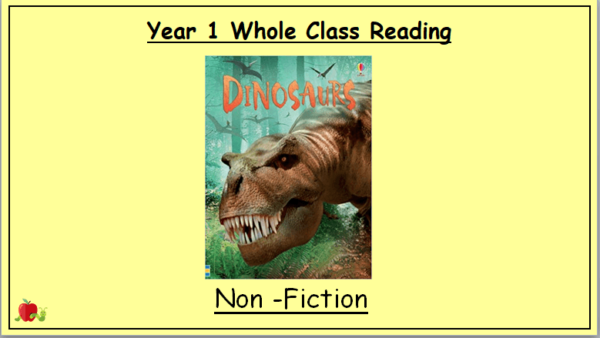 Year 1 Whole Class Reading
DINOSAURS
Non -Fiction